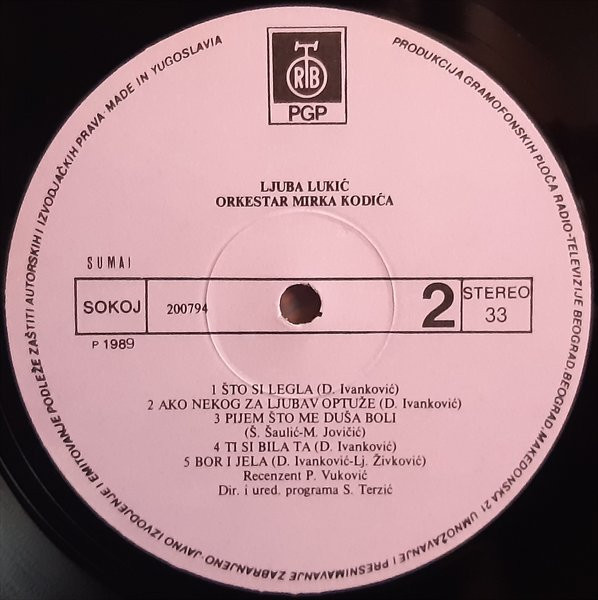 RTB
PGP
LJUBA LUKIĆ
ORKESTAR MIRKA KODIĆA
SUMAI
SOKOJ
200794
2
STEREO
33
P 1989
1 ŠTO SI LEGLA (D. Ivanković)
2 AKO NEKOG ZA LJUBAV OPTUŽE (D. Ivanković)
3 PIJEM ŠTO ME DUŠA BOLI
(Š. Šaulić-M. Jovičić)
4 TI SI BILA TA (D. Ivanković)
5 BOR I JELA (D. Ivanković-Lj. Živković)
Recenzent P. Vuković
Dir. i ured. programa S. Terzić
PRODUKCIJA GRAMOFONSKIH PLOČA RADIO-TELEVIZIJE BEOGRAD, BEOGRAD, MAKEDONSKA 21 UMNOŽAVANJE I PRESNIMAVANJE ZABRANJENO-JAVNO IZVODJENJE I EMITOVANJE PODLEŽE ZAŠTITI AUTORSKIH I IZVODJAČKIH PRAVA-MADE IN YUGOSLAVIA